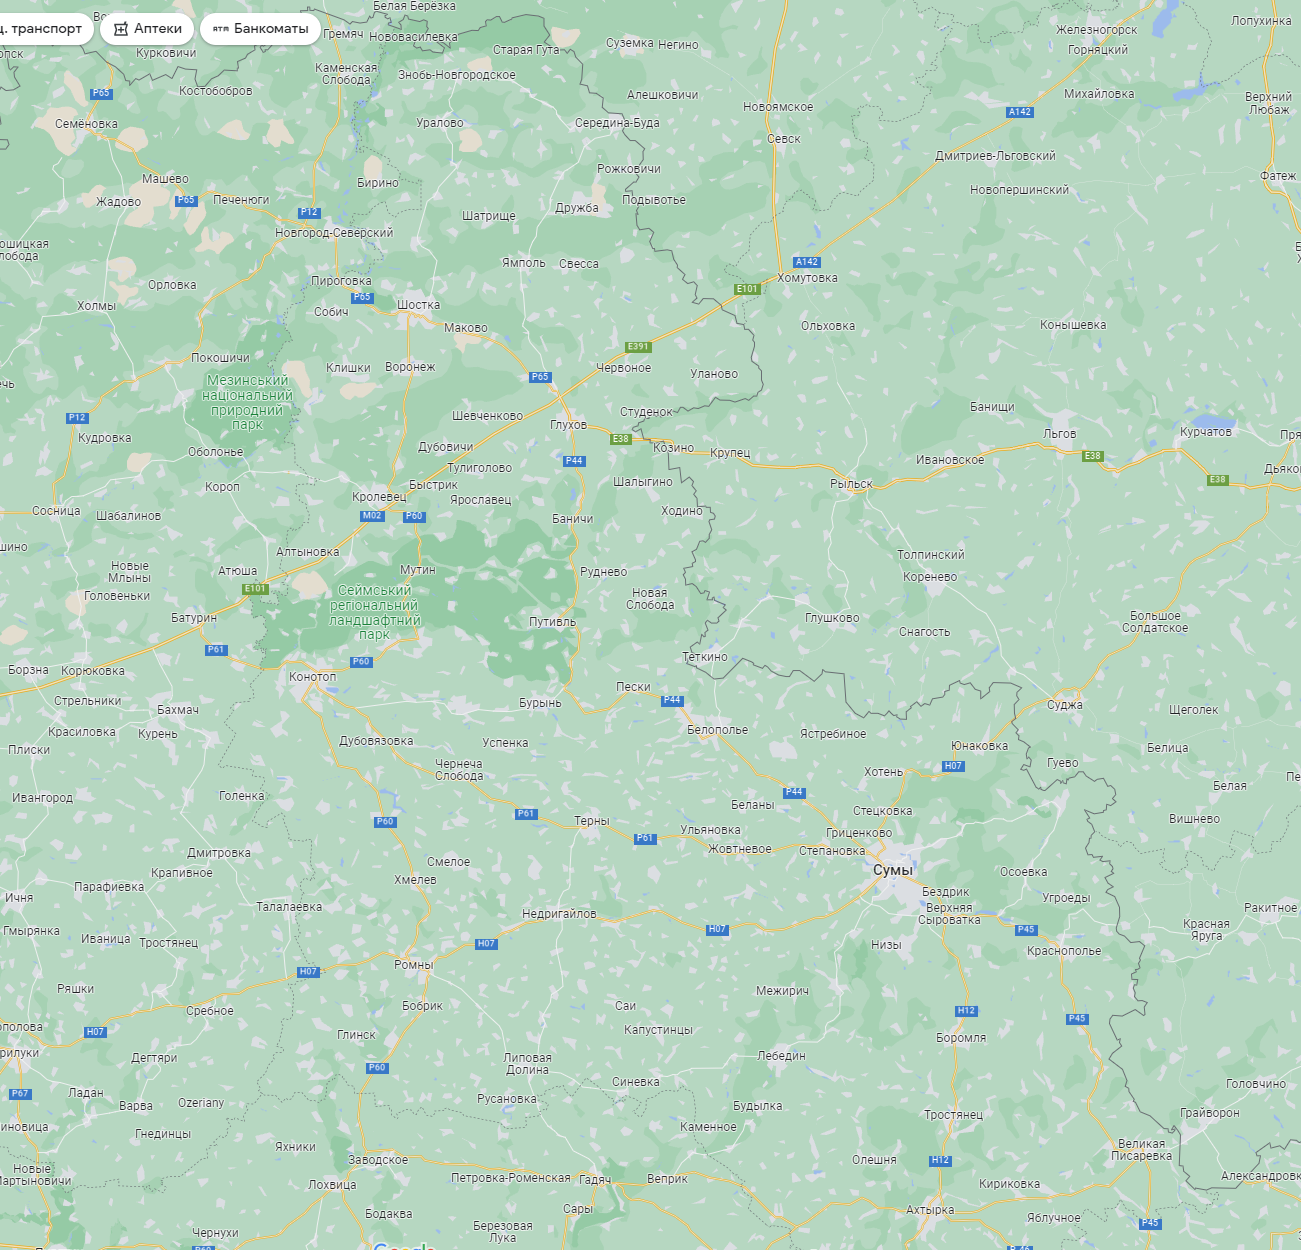 Белая Берёзка
транспорт
Аптеки
Банкоматы
Гремяч
Нововасилевка
Старая Гута
Суземка
Негино
Железногорск
Лопухинка
Горняцкий
Курковичи
Каменская
Слобода
Знобь-Новгородское
P65
Костобобров
Алешковичи
Михайловка
Верхний
Любаж
Новоямское
A142
Семёновка
Уралово
Середина-Буда
Севск
Дмитриев-Льговский
Рожковичи
Фатеж
Машево
Бирино
Новопершинский
Жадово
P65
Печенюги
P12
Шатрище
Дружба
Подывотье
Новгород-Северский
Ямполь
Свесса
A142
Хомутовка
Орловка
Пироговка
P65
E101
Холмы
Собич
Шостка
Маково
Ольховка
Конышевка
Покошичи
E391
Клишки
Воронеж
Червоное
Уланово
Мезинський
національний
природний
парк
P65
P12
Шевченково
Студенок
Банищи
Глухов
E38
Кудровка
Оболонье
Дубовичи
Козино
Крупец
Льгов
Курчатов
Тулиголово
P44
Ивановское
E38
Короп
Быстрик
Шалыгино
Рыльск
E38
Кролевец
Ярославец
Сосница
Шабалинов
M02
P60
Баничи
Ходино
Алтыновка
Толпинский
Новые
Млыны
Атюша
Мутин
Руднево
Коренево
Головеньки
E101
Сеймський
регіональний
ландшафтний
парк
Новая
Слобода
Батурин
Путивль
Глушково
Снагость
Большое
Солдатское
P61
P60
Теткино
Борзна
Корюковка
Конотоп
Пески
Стрельники
Бурынь
P44
Суджа
Щеголек
Бахмач
Красиловка
Курень
Дубовязовка
Успенка
Белополье
Ястребиное
Юнаковка
Белица
Плиски
Чернеча
Слобода
Хотень
H07
Гуево
Белая
Ивангород
Голенка
P44
Беланы
Стецковка
P60
P61
Терны
P61
Ульяновка
Гриценково
Вишнево
Жовтневое
Степановка
Дмитровка
Смелое
Сумы
Крапивное
Хмелев
Осоевка
Парафиевка
Бездрик
Угроеды
Ичня
Талалаевка
Недригайлов
Верхняя
Сыроватка
Ракитное
Гмырянка
Иваница
Тростянец
H07
H07
Низы
P45
Красная
Яруга
Краснополье
Ромны
H07
Ряшки
Межирич
Сребное
Бобрик
Саи
H12
P45
H07
Глинск
Капустинцы
Боромля
Дегтяри
P60
Липовая
Долина
Лебедин
Синевка
Головчино
P67
Ладан
Варва
Ozeriany
Русановка
Будылка
Тростянец
Грайворон
Гнединцы
Каменное
Яхники
Великая
Писаревка
Новые
Заводское
Олешня
H12
Лохвица
Петровка-Роменская
Гадяч
Веприк
Кириковка
Бодаква
Сары
Ахтырка
Яблучное
P45
Чернухи
Березовая
Лука